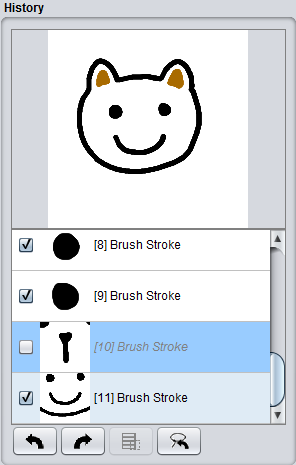 History
[8] Brush Stroke
[9] Brush Stroke
[10] Brush Stroke
[11] Brush Stroke